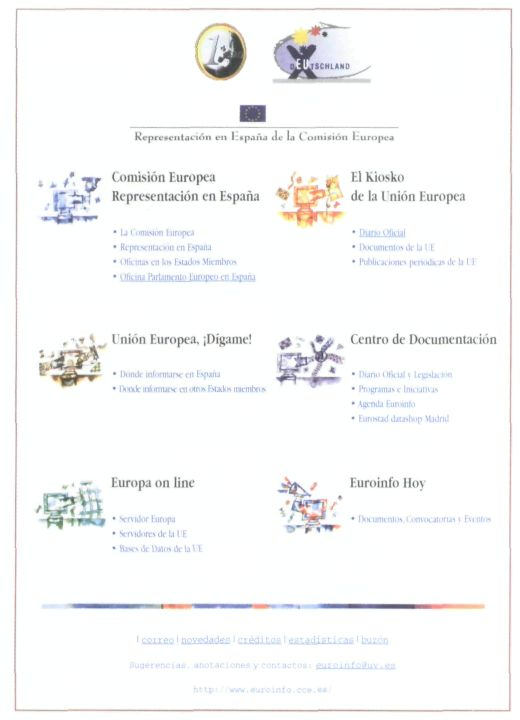 DEUTSCHLAND
Representación en España de la Comisión Europea
Comisión Europea
Representación en España
• La Comisión Europea
• Representación en España
• Oficinas en los Estados Miembros
• Oficina Parlamento Europeo en España
El Kiosko
de la Unión Europea
• Diario Oficial
• Documentos de la UE
• Publicaciones periódicas de la UE
Unión Europea, ¡Dígame!
• Donde informarse en España
• Donde informarse en otros Estados miembros
Centro de Documentación
• Diario Oficial y Legislación
• Programas e Iniciativas
• Agenda Euroinfo
• Eurostad datashop Madrid
Europa on line
• Servidor Europa
• Servidores de la UE
• Bases de Datos de la UE
Euroinfo Hoy
• Documentos, Convocatorias y Eventos
| correo | novedades | créditos | estadísticas | buzón
Sugerencias, anotaciones y contactos: euroinfo@uv.es
http://www.euroinfo.cce.es/